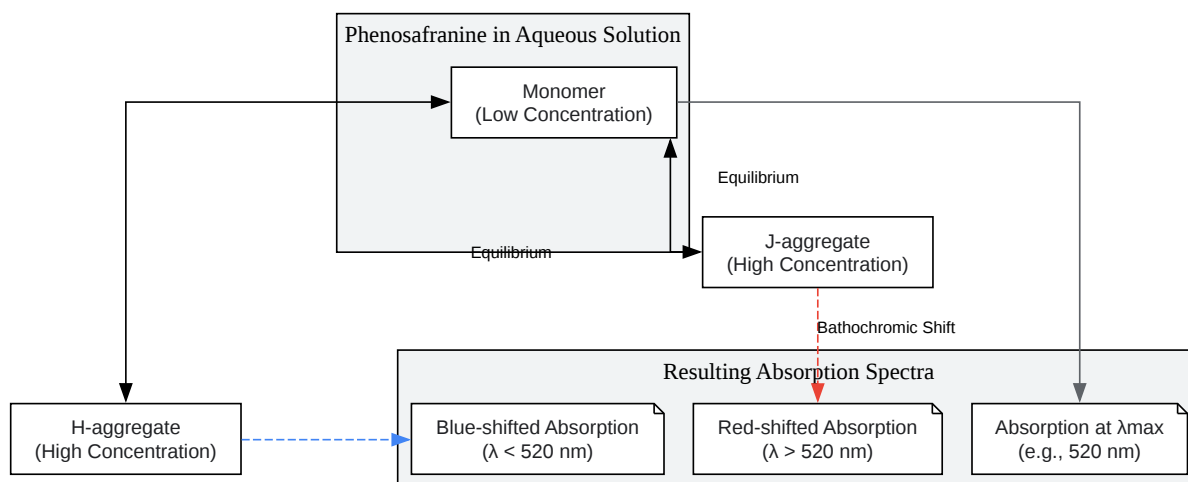 Phenosafranine in Aqueous Solution
Monomer
(Low Concentration)
Equilibrium
Equilibrium
J-aggregate
(High Concentration)
Bathochromic Shift
Resulting Absorption Spectra
H-aggregate
(High Concentration)
Blue-shifted Absorption
(λ < 520 nm)
Red-shifted Absorption
(λ > 520 nm)
Absorption at λmax
(e.g., 520 nm)